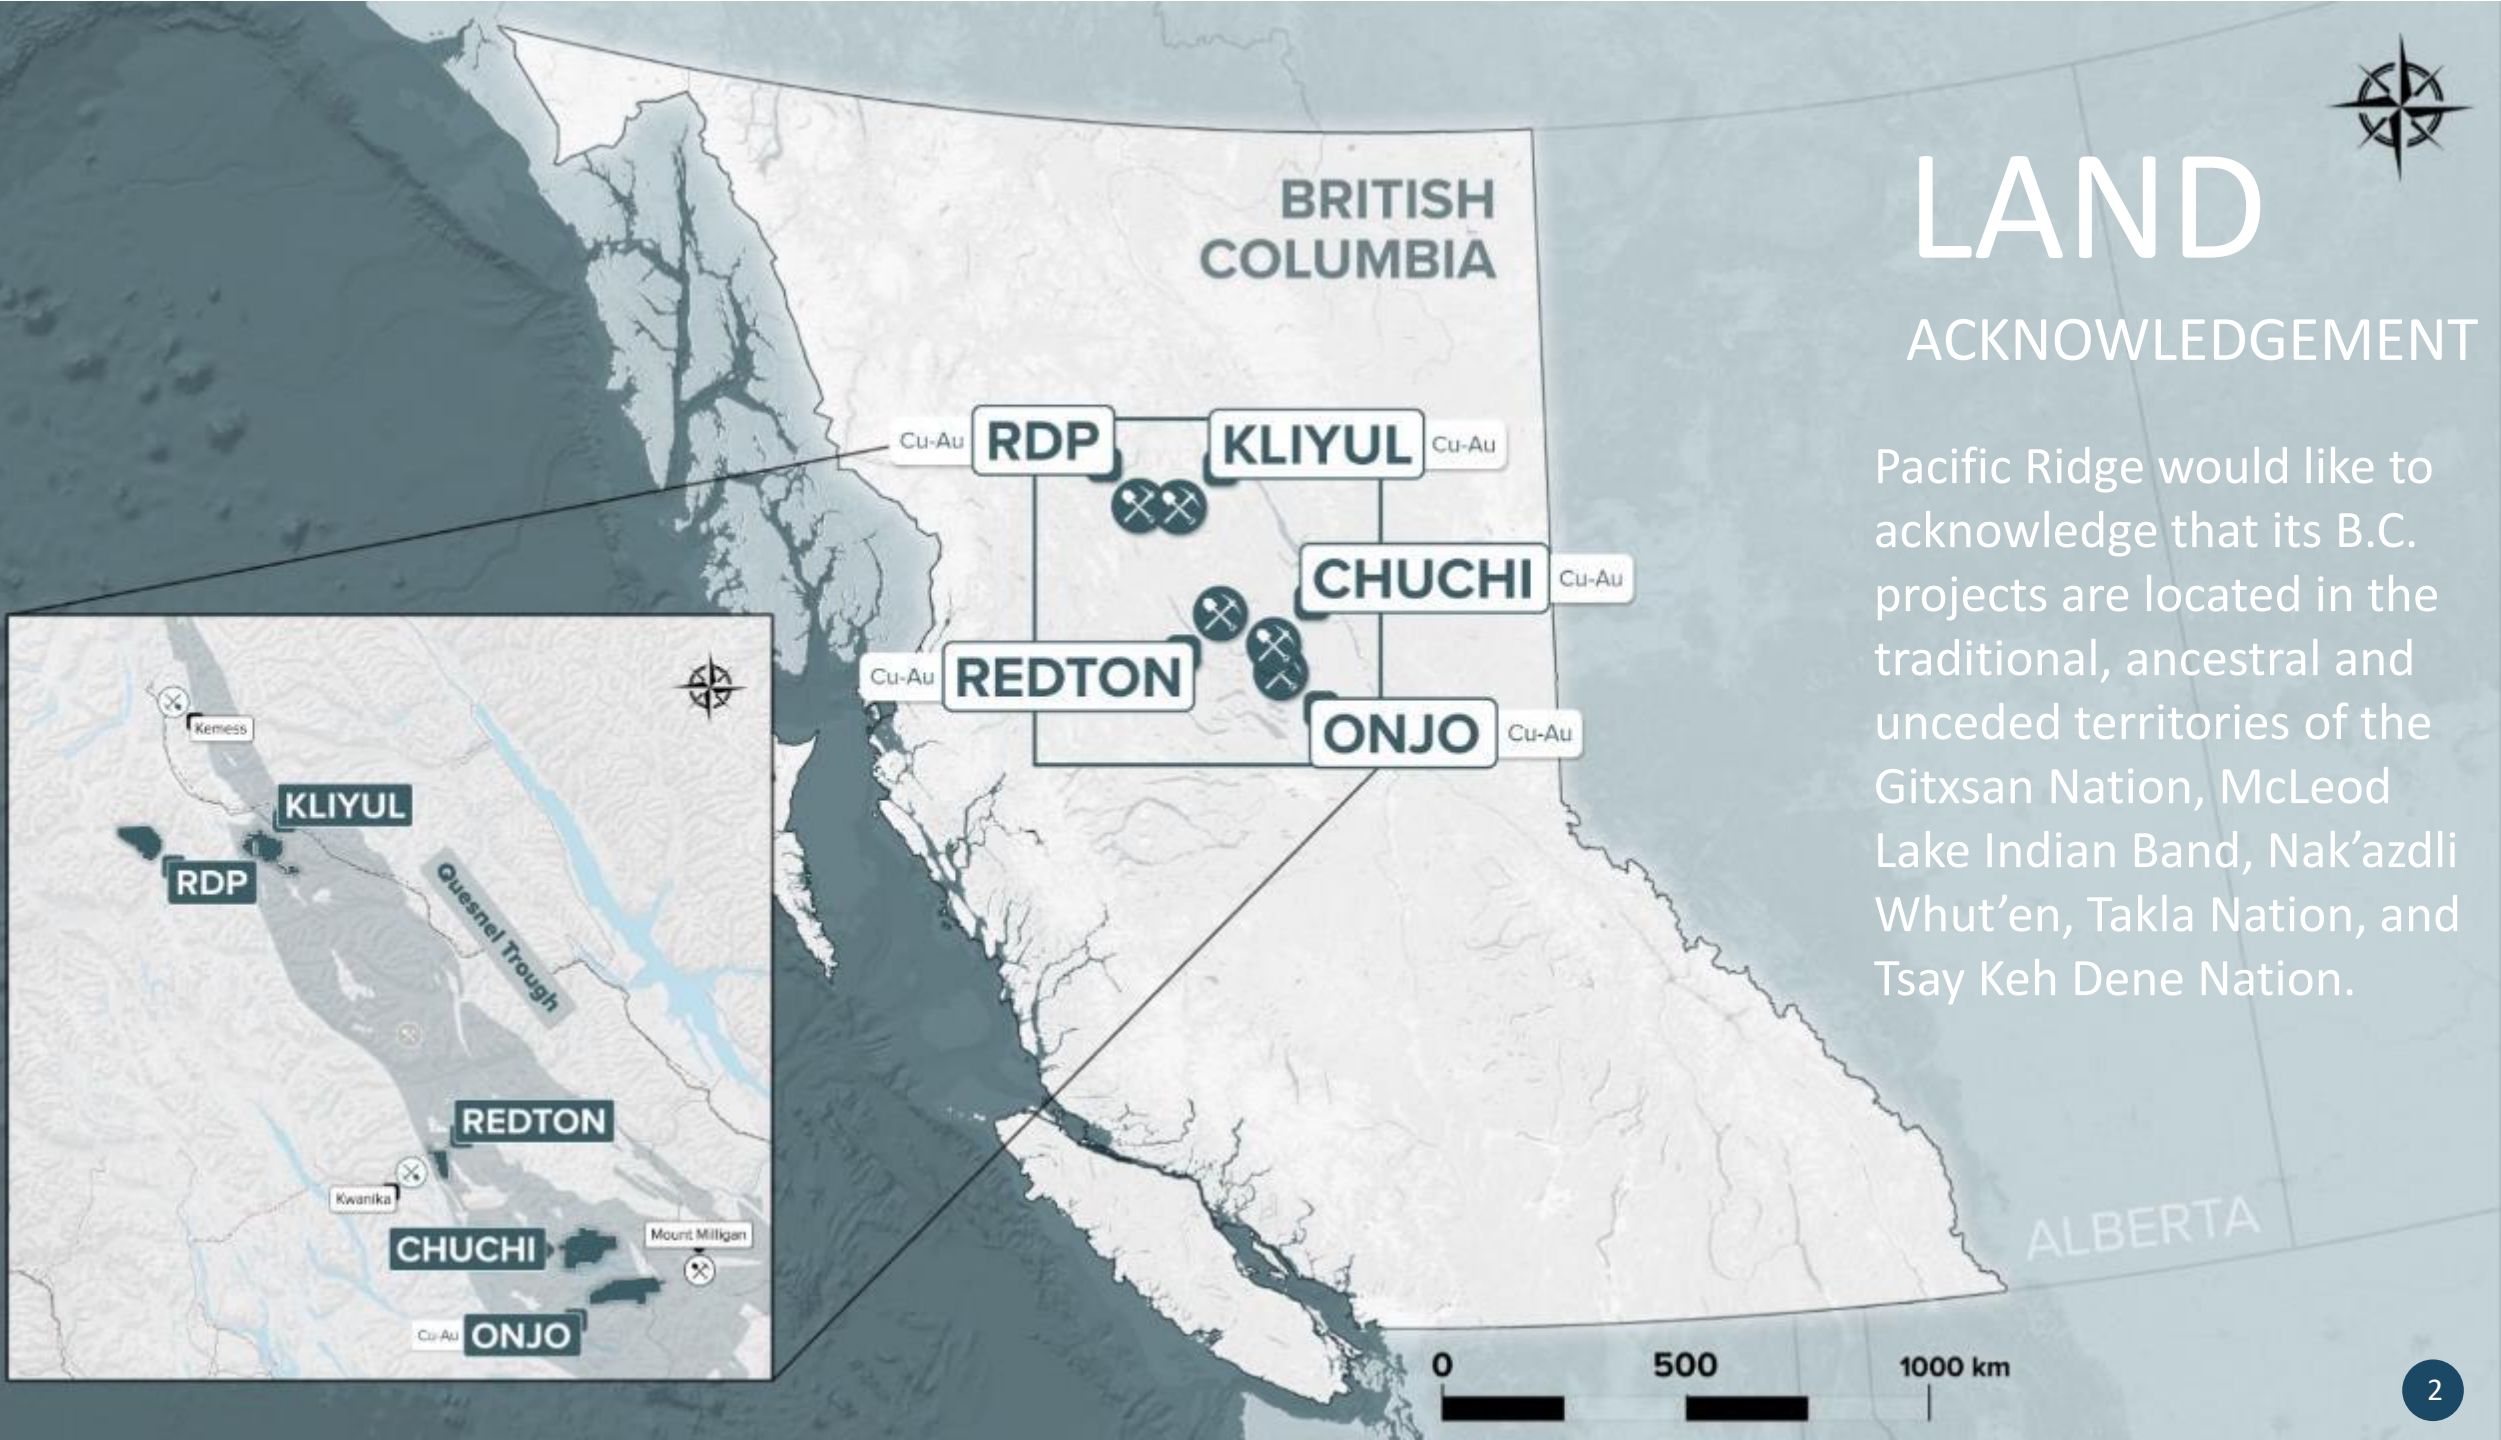 LAND
ACKNOWLEDGEMENT
Pacific Ridge would like to
acknowledge that its B.C.
projects are located in the
traditional, ancestral and
unceded territories of the
Gitxsan Nation, McLeod
Lake Indian Band, Nak’azdli
Whut’en, Takla Nation, and
Tsay Keh Dene Nation.
BRITISH
COLUMBIA
Cu-Au RDP
KLIYUL Cu-Au
CHUCHI Cu-Au
Cu-Au REDTON
ONJO Cu-Au
Kemess
KLIYUL
RDP
Quesnel Trough
REDTON
Kwanika
CHUCHI
Mount Milligan
Cu-Au ONJO
ALBERTA
0 500 1000 km
2